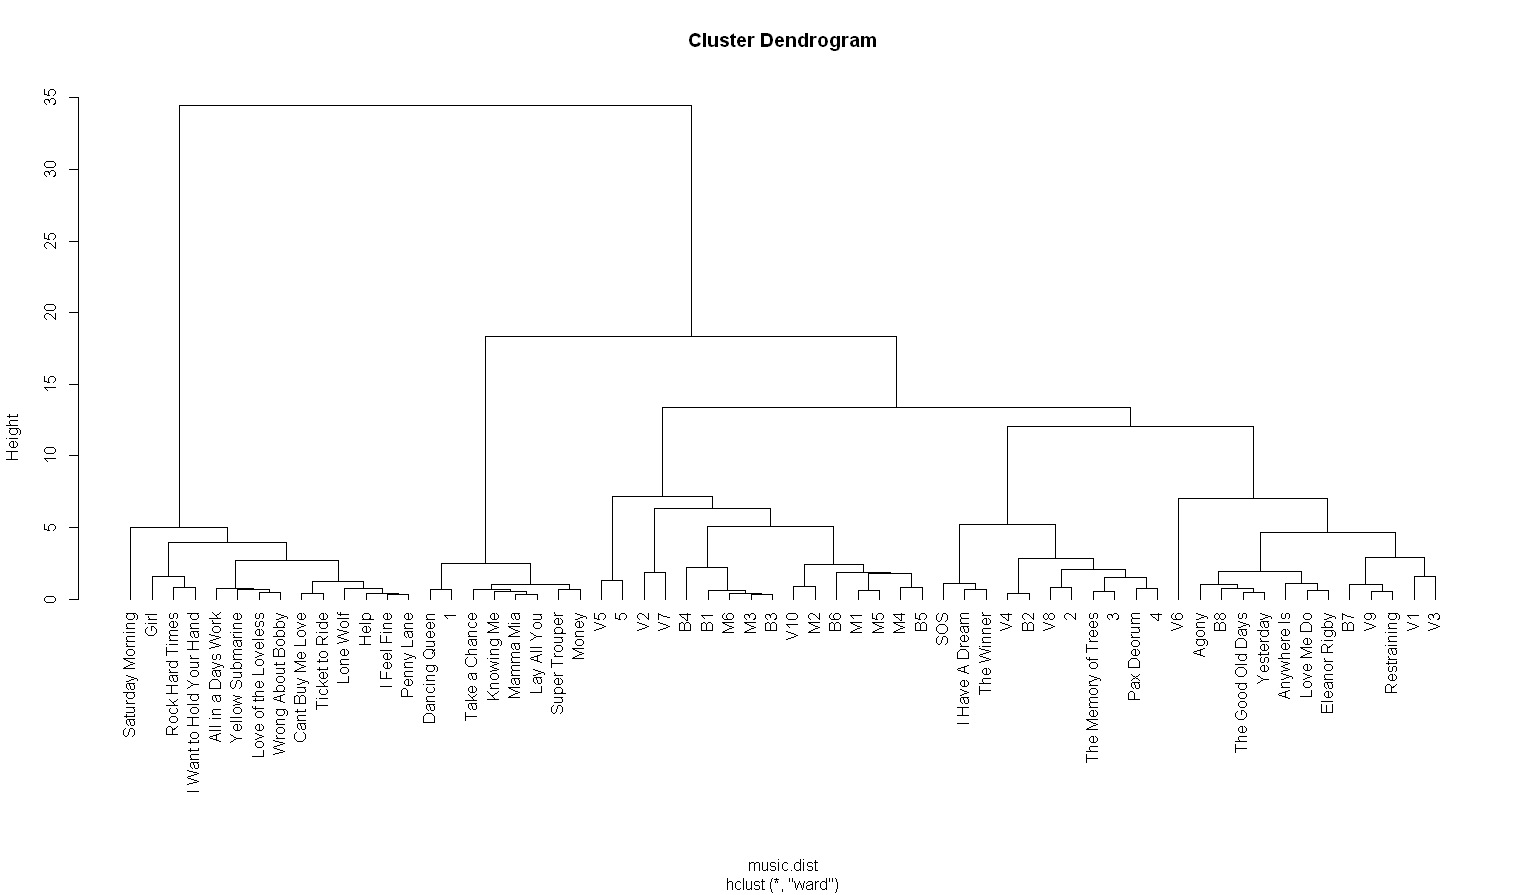 Cluster Dendrogram
Height
35
30
25
20
15
10
5
0
Saturday Morning
Girl
Rock Hard Times
I Want to Hold Your Hand
All in a Days Work
Yellow Submarine
Love of the Loveless
Wrong About Bobby
Cant Buy Me Love
Ticket to Ride
Lone Wolf
Help
I Feel Fine
Penny Lane
Dancing Queen
1
Take a Chance
Knowing Me
Mamma Mia
Lay All You
Super Trouper
Money
V5
5
V2
V7
B4
B1
M6
M3
B3
V10
M2
B6
M1
M5
M4
B5
SOS
I Have A Dream
The Winner
V4
B2
V8
2
The Memory of Trees
3
Pax Deorum
4
V6
Agony
B8
The Good Old Days
Yesterday
Anywhere Is
Love Me Do
Eleanor Rigby
B7
V9
Restraining
V1
V3
music.dist
hclust (*, "ward")